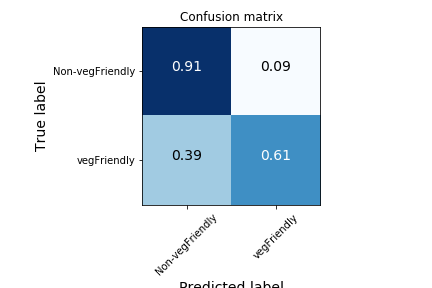 Confusion matrix
True label
Non-vegFriendly
0.91 0.09
vegFriendly
0.39 0.61
Non-vegFriendly
vegFriendly
Predicted label